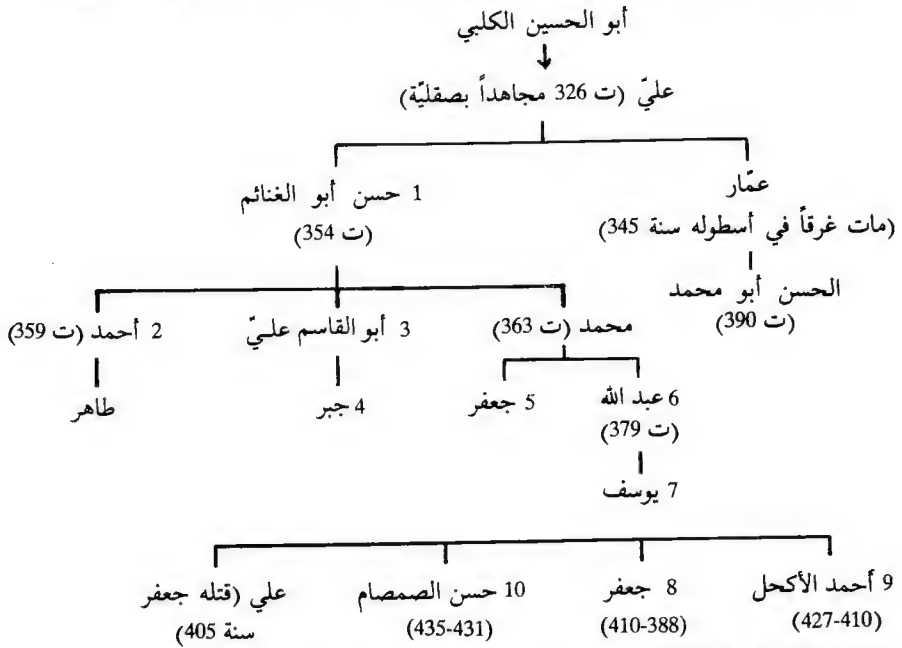 أبو الحسين الكلبي
عليّ (ت 326 مجاهداً بصقليّة)
عمّار
(مات غرقاً في أسطوله سنة 345)
الحسن أبو محمد
(ت 390)
1 حسن أبو الغنائم
(ت 354)
محمد (ت 363)
3 أبو القاسم عليّ
2 أحمد (ت 359)
6 عبد الله
(ت 379)
5 جعفر
4 جبر
طاهر
7 يوسف
9 أحمد الأكحل
(410-427)
8 جعفر
(388-410)
10 حسن الصمصام
(431-435)
علي (قتله جعفر
سنة 405)